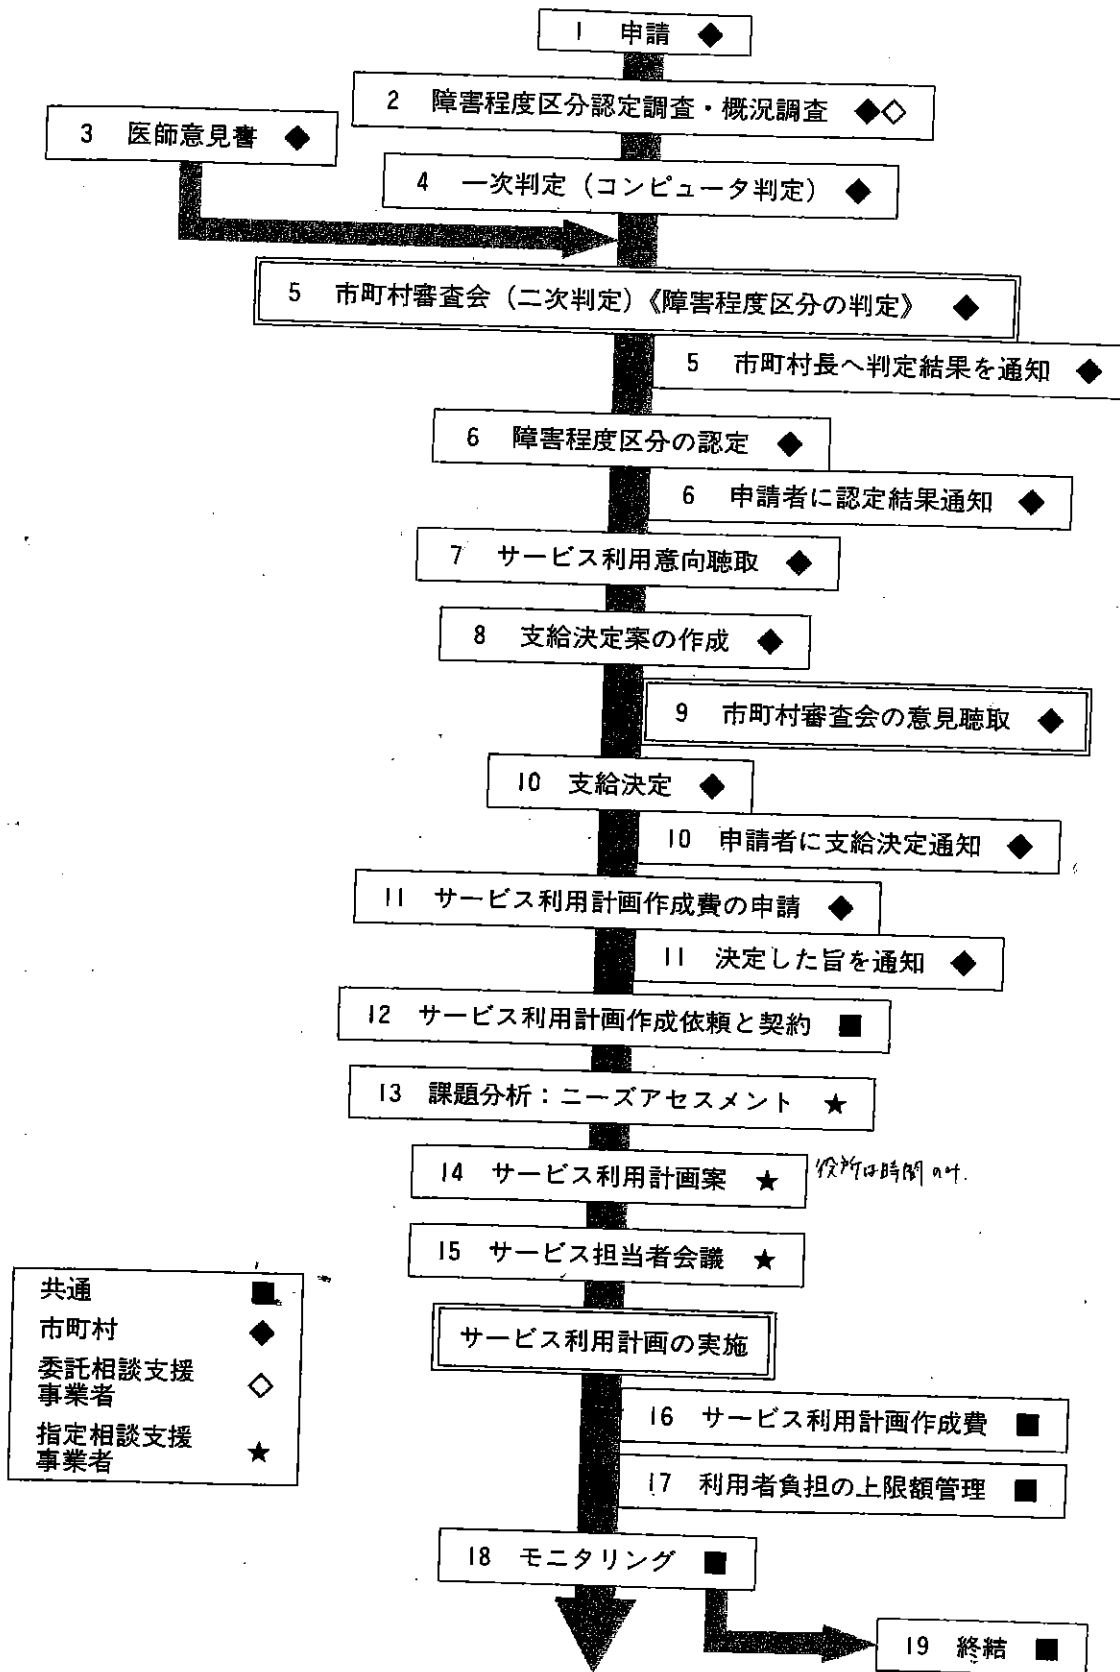 1 申請 ◆
2 障害程度区分認定調査・概況調査 ◆◇
3 医師意見書 ◆
4 一次判定（コンピュータ判定） ◆
5 市町村審査会（二次判定）《障害程度区分の判定》 ◆
5 市町村長へ判定結果を通知 ◆
6 障害程度区分の認定 ◆
6 申請者に認定結果通知 ◆
7 サービス利用意向聴取 ◆
8 支給決定案の作成 ◆
9 市町村審査会の意見聴取 ◆
10 支給決定 ◆
10 申請者に支給決定通知 ◆
11 サービス利用計画作成費の申請 ◆
11 決定した旨を通知 ◆
12 サービス利用計画作成依頼と契約 ■
13 課題分析：ニーズアセスメント ★
14 サービス利用計画案 ★
役所は時間のみ.
15 サービス担当者会議 ★
サービス利用計画の実施
16 サービス利用計画作成費 ■
17 利用者負担の上限額管理 ■
18 モニタリング ■
19 終結 ■
共通 ■
市町村 ◆
委託相談支援
事業者 ◇
指定相談支援
事業者 ★